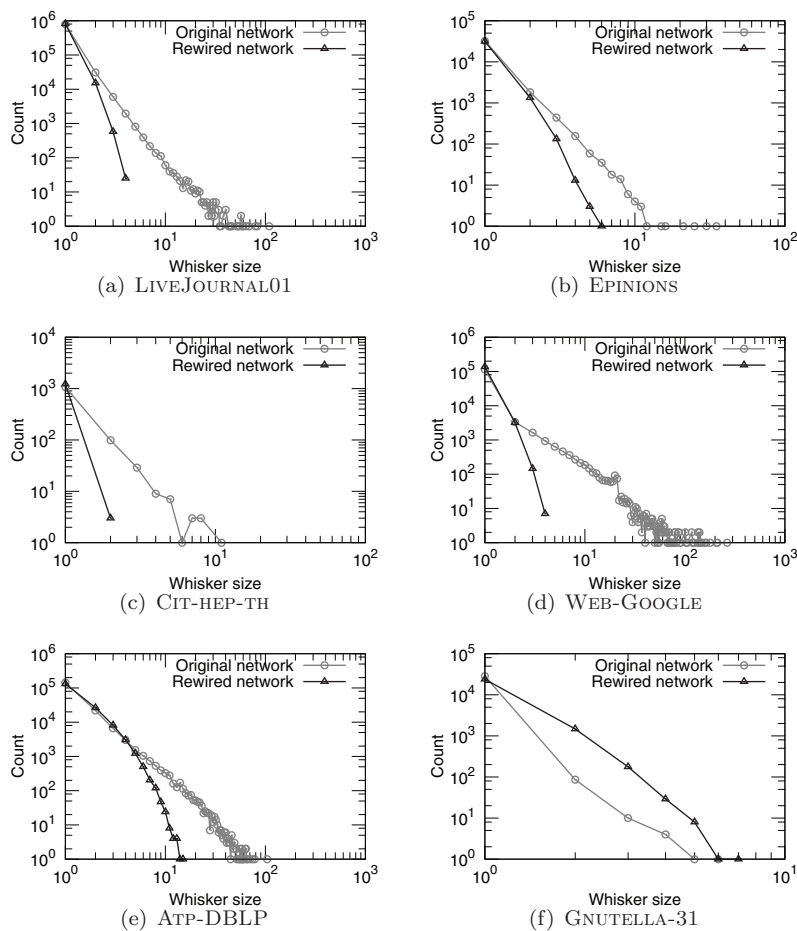 10^6
10^5
10^4
10^3
10^2
10^1
10^0
Count
Original network
Rewired network
10^0 10^1 10^2 10^3
Whisker size
(a) LIVEJOURNAL01
10^5
10^4
10^3
10^2
10^1
10^0
Count
Original network
Rewired network
10^0 10^1 10^2
Whisker size
(b) EPINIONS
10^4
10^3
10^2
10^1
10^0
Count
Original network
Rewired network
10^0 10^1 10^2
Whisker size
(c) CIT-HEP-TH
10^6
10^5
10^4
10^3
10^2
10^1
10^0
Count
Original network
Rewired network
10^0 10^1 10^2 10^3
Whisker size
(d) WEB-GOOGLE
10^6
10^5
10^4
10^3
10^2
10^1
10^0
Count
Original network
Rewired network
10^0 10^1 10^2 10^3
Whisker size
(e) ATP-DBLP
10^5
10^4
10^3
10^2
10^1
10^0
Count
Original network
Rewired network
10^0 10^1
Whisker size
(f) GNUTELLA-31